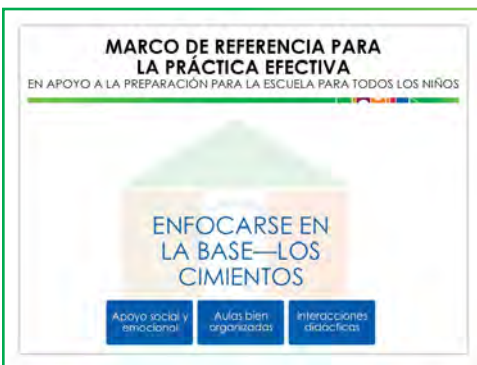 MARCO DE REFERENCIA PARA
LA PRÁCTICA EFECTIVA
EN APOYO A LA PREPARACIÓN PARA LA ESCUELA PARA TODOS LOS NIÑOS
ENFOCARSE EN
LA BASE—LOS
CIMIENTOS
Apoyo social y
emocional
Aulas bien
organizadas
Interacciones
didácticas